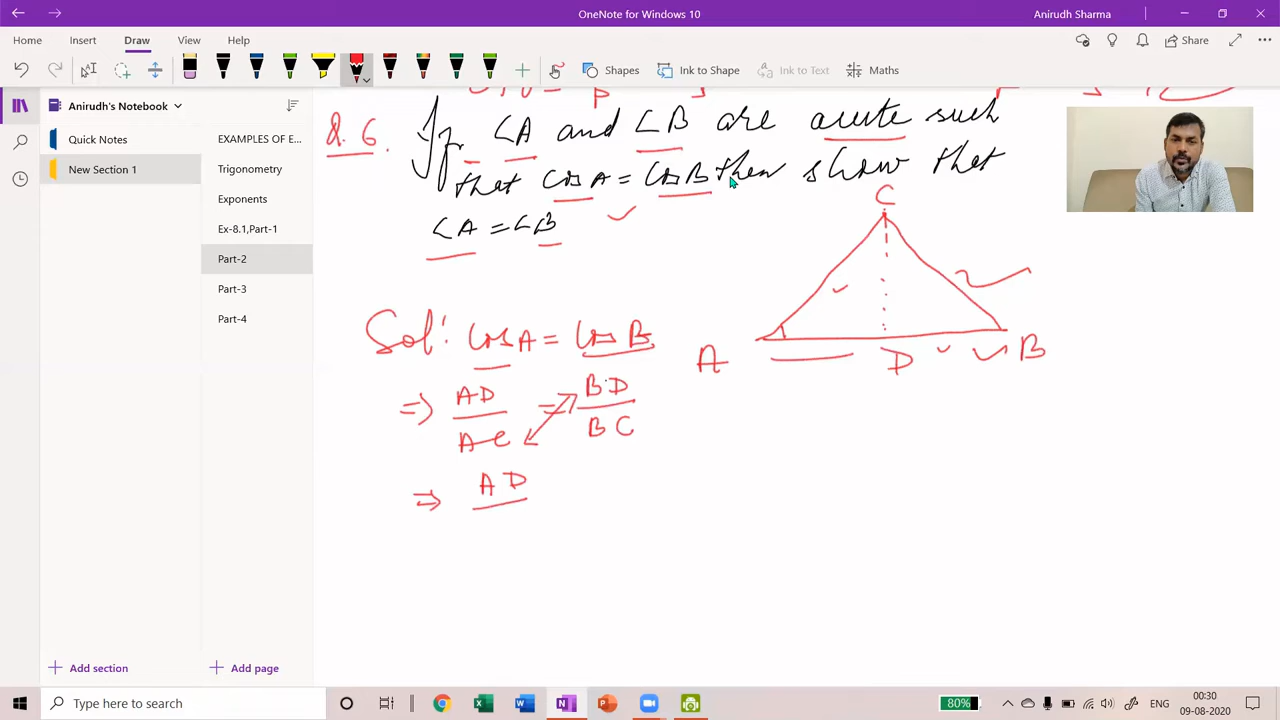 OneNote for Windows 10
Anirudh Sharma
Home Insert Draw View Help
Share
Shapes Ink to Shape Ink to Text Maths
Anirudh's Notebook
Quick Notes
New Section 1
EXAMPLES OF E...
Trigonometry
Exponents
Ex-8.1,Part-1
Part-2
Part-3
Part-4
Q.6. If ∠A and ∠B are acute such
that cos A = cos B then show that
∠A = ∠B
C
A D B
Sol: cos A = cos B
⇒ AD/AC = BD/BC
⇒ AD
Add section Add page
Type here to search
80%
ENG
00:30
09-08-2020